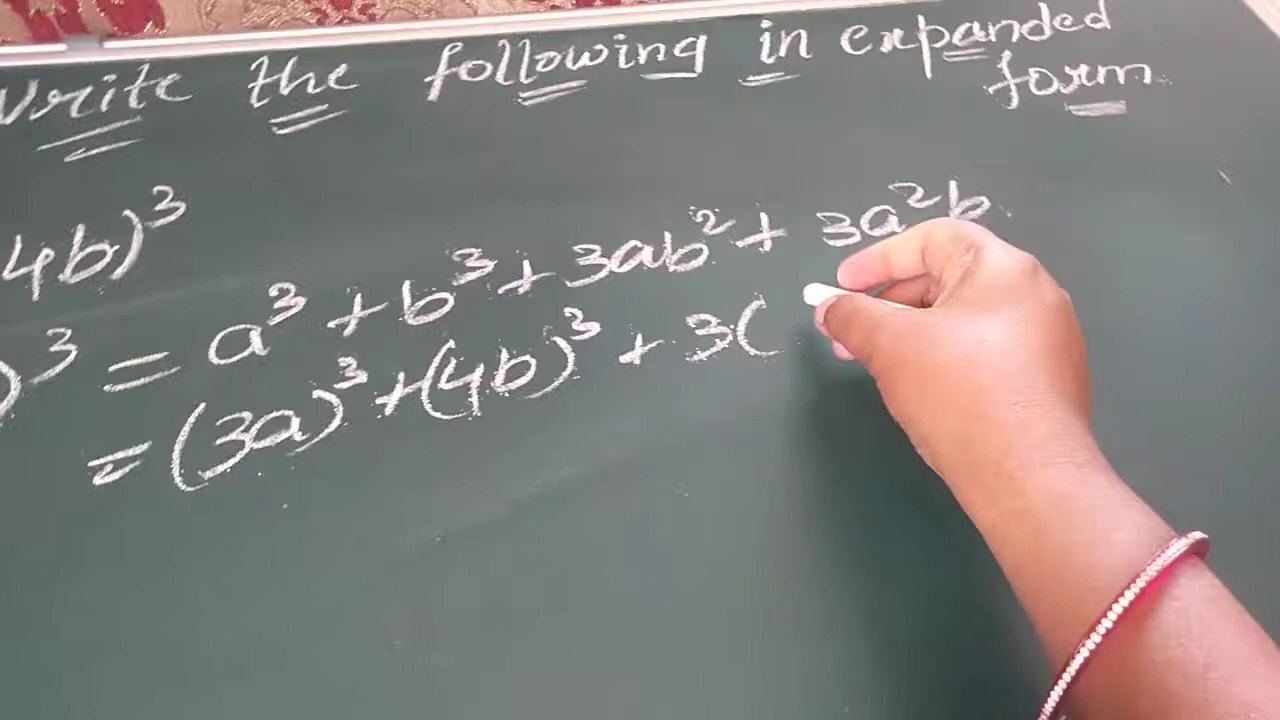 Write the following in expanded
form
4b)³
)³ = a³ + b³ + 3ab² + 3a²b
= (3a)³ + (4b)³ + 3(